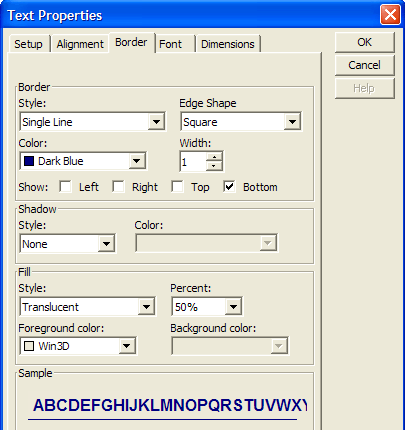 Text Properties
Setup Alignment Border Font Dimensions
OK
Cancel
Help
Border
Style: Edge Shape
Single Line Square
Color: Width:
Dark Blue 1
Show: Left Right Top Bottom
Shadow
Style: Color:
None
Fill
Style: Percent:
Translucent 50%
Foreground color: Background color:
Win3D
Sample
ABCDEFGHIJKLMNOPQRSTUVWXY